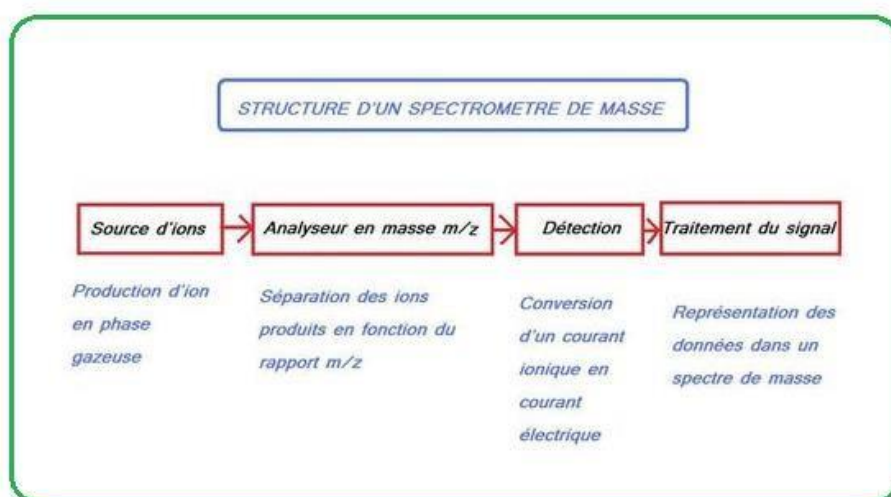 STRUCTURE D'UN SPECTROMETRE DE MASSE
Source d'ions
Analyseur en masse m/z
Détection
Traitement du signal
Production d'ion
en phase
gazeuse
Séparation des ions
produits en fonction du
rapport m/z
Conversion
d'un courant
ionique en
courant
électrique
Représentation des
données dans un
spectre de masse